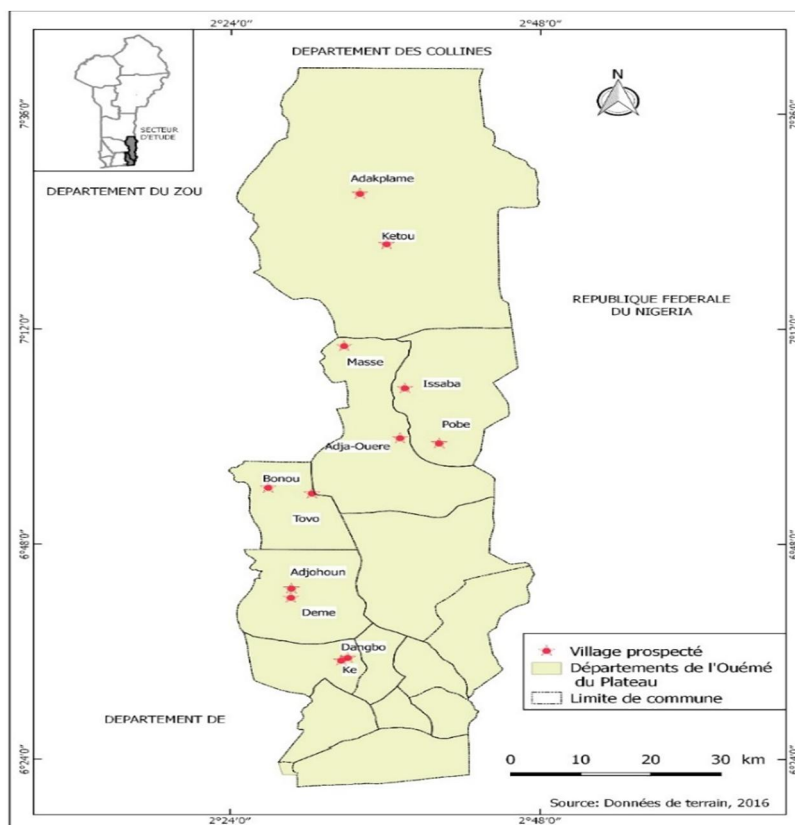 2°24'0"
2°48'0"
DEPARTEMENT DES COLLINES
N
SECTEUR
D'ETUDE
7°36'0"
7°36'0"
DEPARTEMENT DU ZOU
Adakplame
Ketou
REPUBLIQUE FEDERALE
DU NIGERIA
7°12'0"
7°12'0"
Masse
Issaba
Pobe
Adja-Ouere
Bonou
Tovo
6°48'0"
6°48'0"
Adjohoun
Deme
Dangbo
Ke
Village prospecté
Départements de l'Ouémé
du Plateau
Limite de commune
DEPARTEMENT DE
6°24'0"
6°24'0"
0 10 20 30 km
Source: Données de terrain, 2016
2°24'0"
2°48'0"